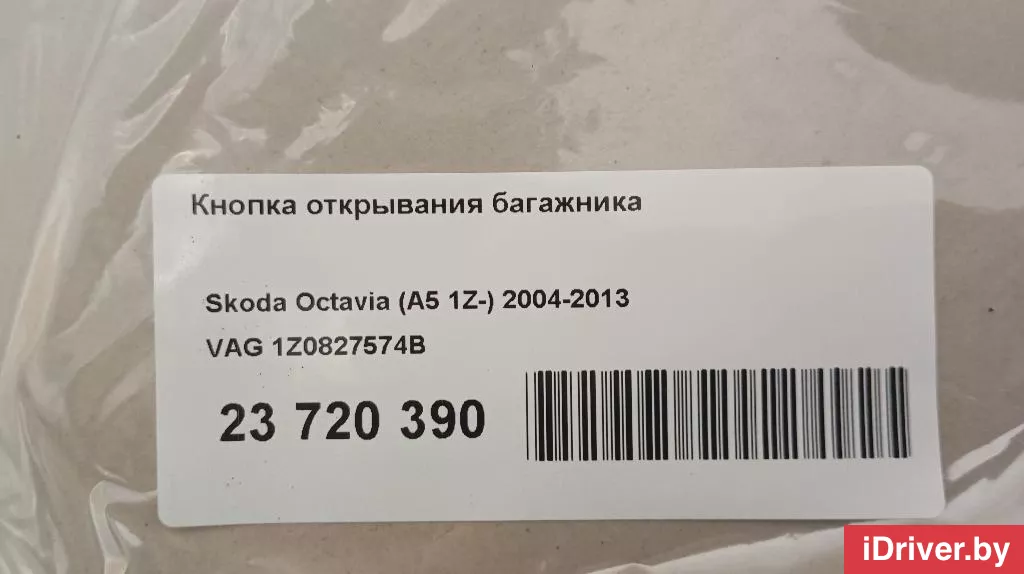 Кнопка открывания багажника
Skoda Octavia (A5 1Z-) 2004-2013
VAG 1Z0827574B
23 720 390
iDriver.by